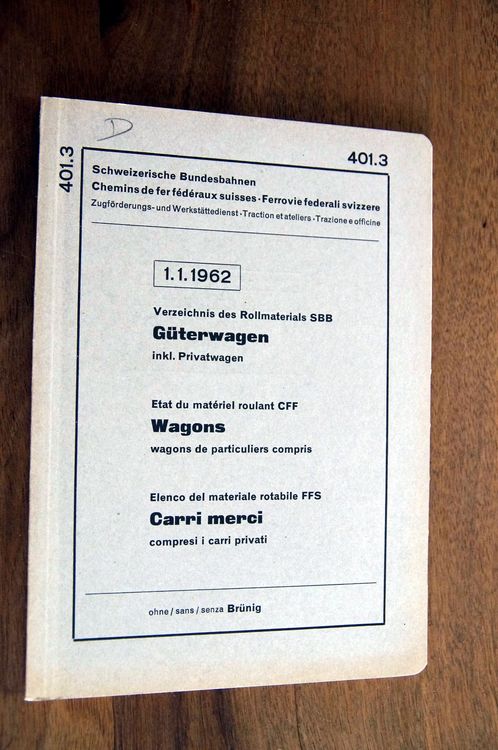 D
401.3
401.3
Schweizerische Bundesbahnen
Chemins de fer fédéraux suisses · Ferrovie federali svizzere
Zugförderungs- und Werkstättedienst · Traction et ateliers · Trazione e officine
1.1.1962
Verzeichnis des Rollmaterials SBB
Güterwagen
inkl. Privatwagen
Etat du matériel roulant CFF
Wagons
wagons de particuliers compris
Elenco del materiale rotabile FFS
Carri merci
compresi i carri privati
ohne / sans / senza Brünig